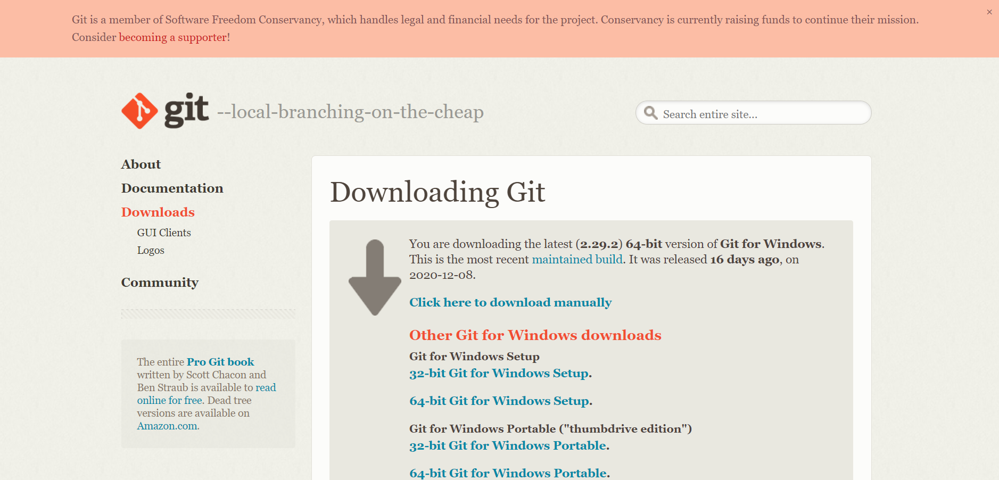 Git is a member of Software Freedom Conservancy, which handles legal and financial needs for the project. Conservancy is currently raising funds to continue their mission.
Consider becoming a supporter!
×
git --local-branching-on-the-cheap
Search entire site...
About
Documentation
Downloads
GUI Clients
Logos
Community
The entire Pro Git book
written by Scott Chacon and
Ben Straub is available to read
online for free. Dead tree
versions are available on
Amazon.com.
Downloading Git
You are downloading the latest (2.29.2) 64-bit version of Git for Windows.
This is the most recent maintained build. It was released 16 days ago, on
2020-12-08.
Click here to download manually
Other Git for Windows downloads
Git for Windows Setup
32-bit Git for Windows Setup.
64-bit Git for Windows Setup.
Git for Windows Portable ("thumbdrive edition")
32-bit Git for Windows Portable.
64-bit Git for Windows Portable.